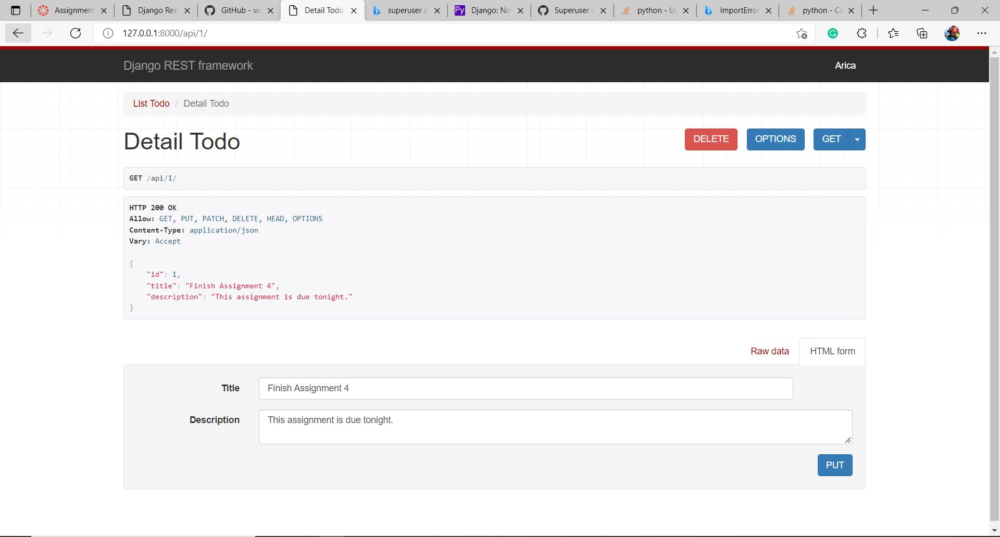 Assignment
Django Res
GitHub - ws
Detail Todo
superuser c
Py
Django: No
Superuser c
python - Ur
ImportError
python - Ca
127.0.0.1:8000/api/1/
Django REST framework
Arica
List Todo / Detail Todo
Detail Todo
DELETE
OPTIONS
GET
GET /api/1/
HTTP 200 OK
Allow: GET, PUT, PATCH, DELETE, HEAD, OPTIONS
Content-Type: application/json
Vary: Accept
{
"id": 1,
"title": "Finish Assignment 4",
"description": "This assignment is due tonight."
}
Raw data
HTML form
Title
Finish Assignment 4
Description
This assignment is due tonight.
PUT